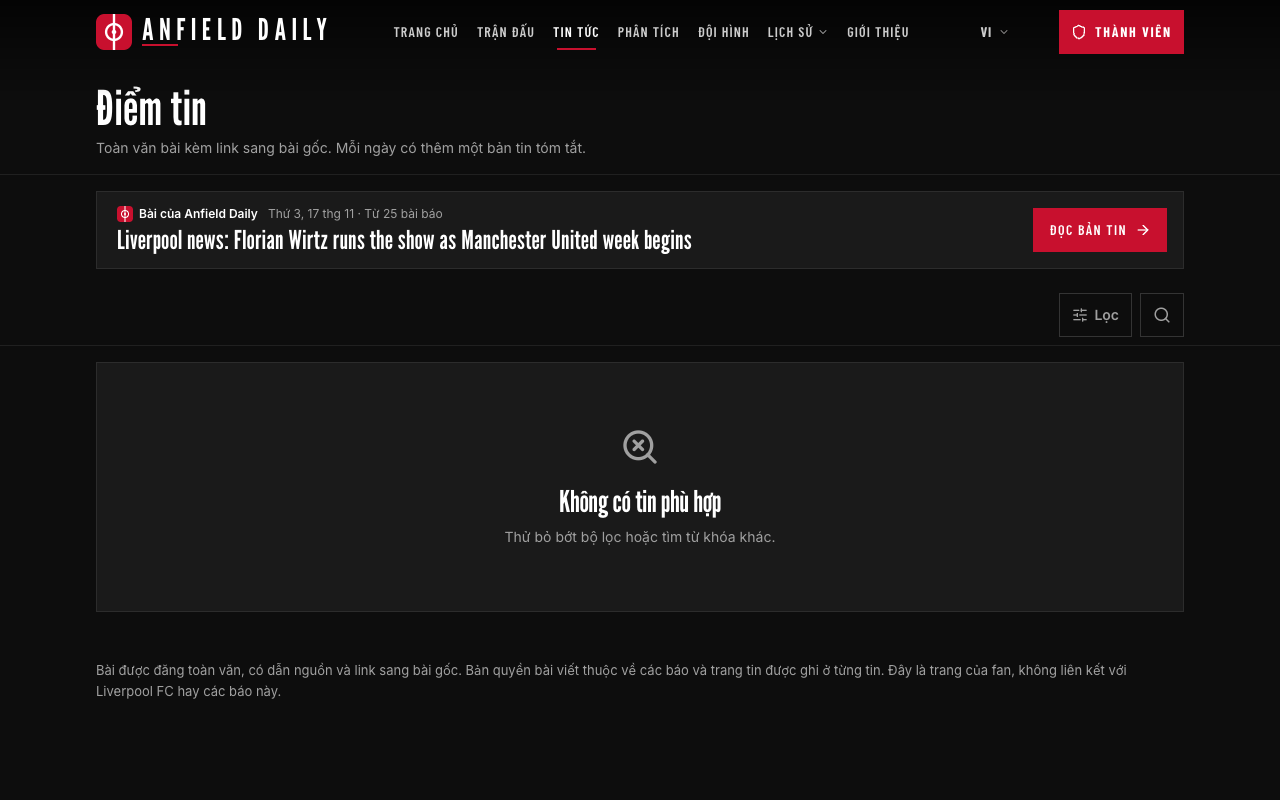 ANFIELD DAILY
TRANG CHỦ TRẬN ĐẤU TIN TỨC PHÂN TÍCH ĐỘI HÌNH LỊCH SỬ GIỚI THIỆU VI THÀNH VIÊN
Điểm tin
Toàn văn bài kèm link sang bài gốc. Mỗi ngày có thêm một bản tin tóm tắt.
Bài của Anfield Daily Thứ 3, 17 thg 11 · Từ 25 bài báo
Liverpool news: Florian Wirtz runs the show as Manchester United week begins
ĐỌC BẢN TIN
Lọc
Không có tin phù hợp
Thử bỏ bớt bộ lọc hoặc tìm từ khóa khác.
Bài được đăng toàn văn, có dẫn nguồn và link sang bài gốc. Bản quyền bài viết thuộc về các báo và trang tin được ghi ở từng tin. Đây là trang của fan, không liên kết với
Liverpool FC hay các báo này.